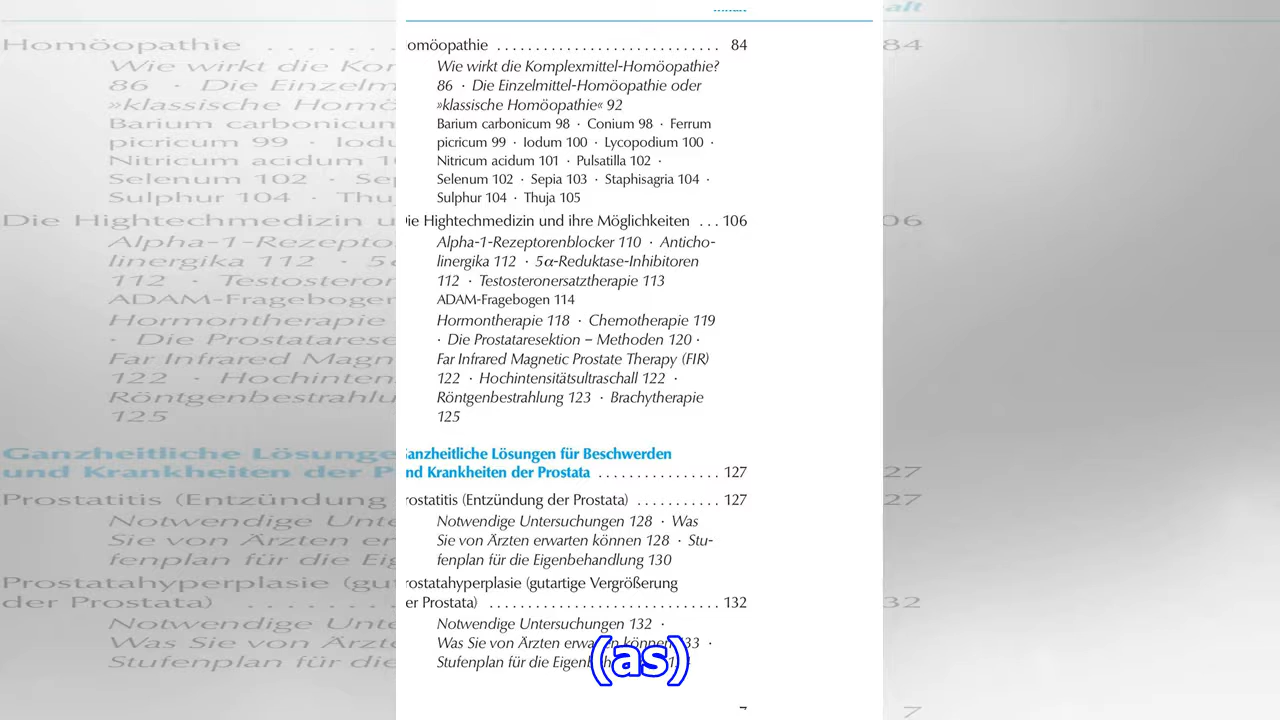 omöopathie ............................ 84
Wie wirkt die Komplexmittel-Homöopathie?
86 · Die Einzelmittel-Homöopathie oder
»klassische Homöopathie« 92
Barium carbonicum 98 · Conium 98 · Ferrum
picricum 99 · Iodum 100 · Lycopodium 100 ·
Nitricum acidum 101 · Pulsatilla 102 ·
Selenum 102 · Sepia 103 · Staphisagria 104 ·
Sulphur 104 · Thuja 105
ie Hightechmedizin und ihre Möglichkeiten ... 106
Alpha-1-Rezeptorenblocker 110 · Anticho-
linergika 112 · 5α-Reduktase-Inhibitoren
112 · Testosteronersatztherapie 113
ADAM-Fragebogen 114
Hormontherapie 118 · Chemotherapie 119
· Die Prostataresektion – Methoden 120 ·
Far Infrared Magnetic Prostate Therapy (FIR)
122 · Hochintensitätsultraschall 122 ·
Röntgenbestrahlung 123 · Brachytherapie
125
anzheitliche Lösungen für Beschwerden
nd Krankheiten der Prostata ................ 127
rostatitis (Entzündung der Prostata) ........... 127
Notwendige Untersuchungen 128 · Was
Sie von Ärzten erwarten können 128 · Stu-
fenplan für die Eigenbehandlung 130
rostatahyperplasie (gutartige Vergrößerung
er Prostata) .............................. 132
Notwendige Untersuchungen 132 ·
Was Sie von Ärzten ·
Stufenplan für die
(as)